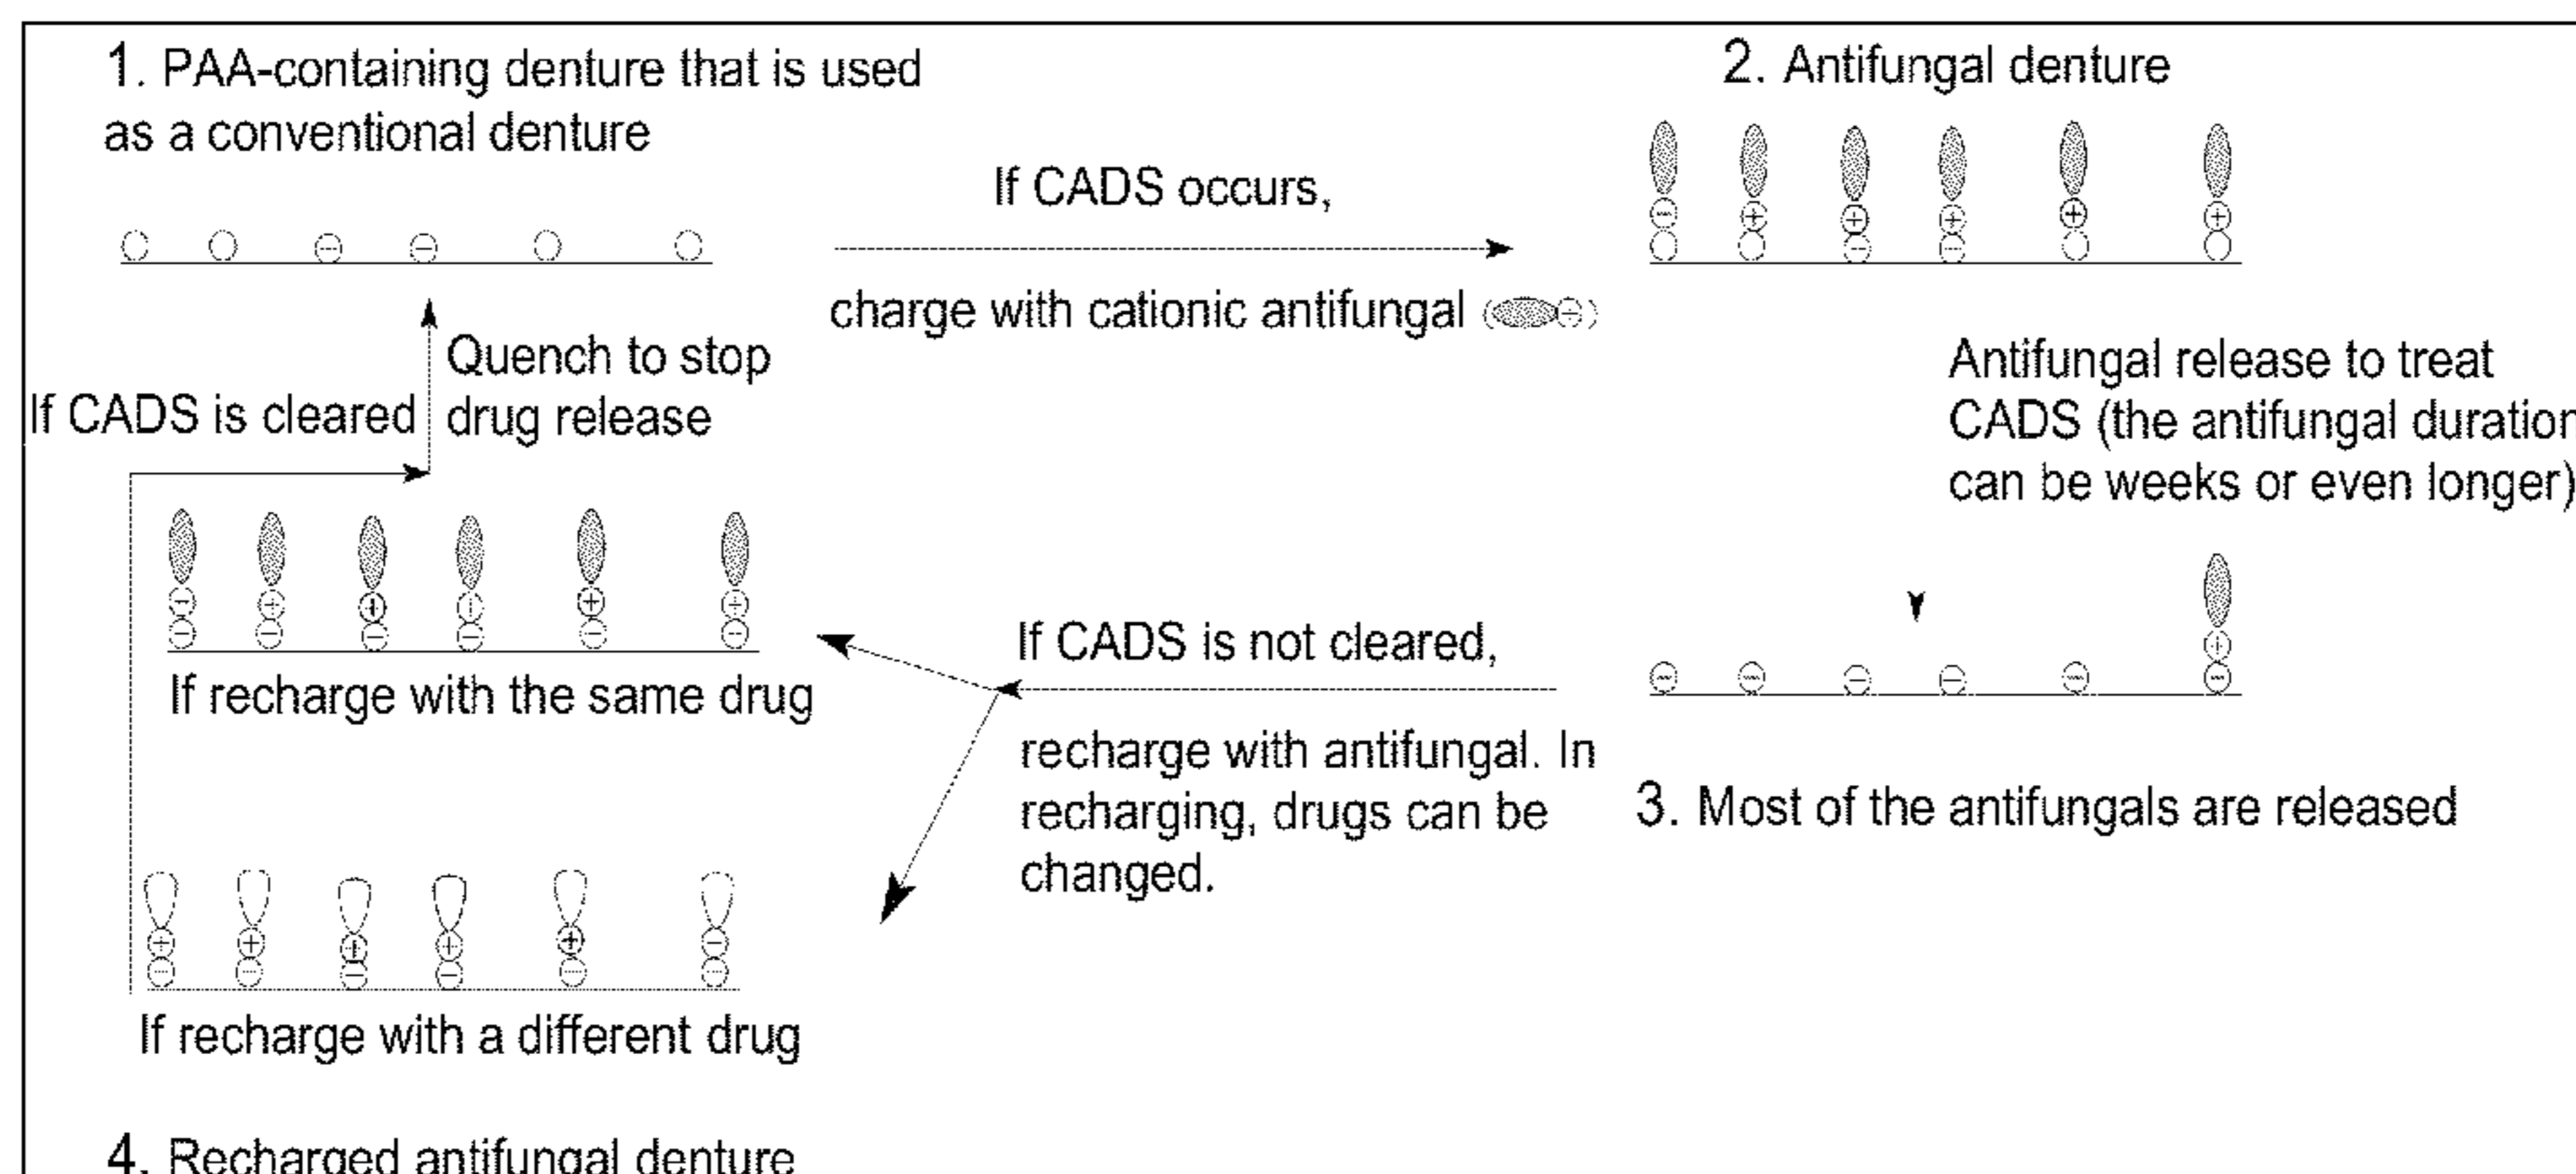 1. PAA-containing denture that is used
as a conventional denture
2. Antifungal denture
If CADS occurs,
charge with cationic antifungal
Quench to stop
drug release
If CADS is cleared
Antifungal release to treat
CADS (the antifungal duration
can be weeks or even longer)
If CADS is not cleared,
If recharge with the same drug
recharge with antifungal. In
recharging, drugs can be
changed.
3. Most of the antifungals are released
If recharge with a different drug
4. Recharged antifungal denture